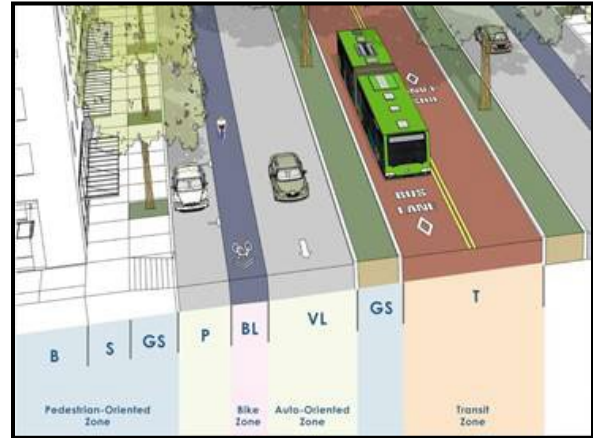 BUS
LANE
B
S
GS
P
BL
VL
GS
T
Pedestrian-Oriented
Zone
Bike
Zone
Auto-Oriented
Zone
Transit
Zone